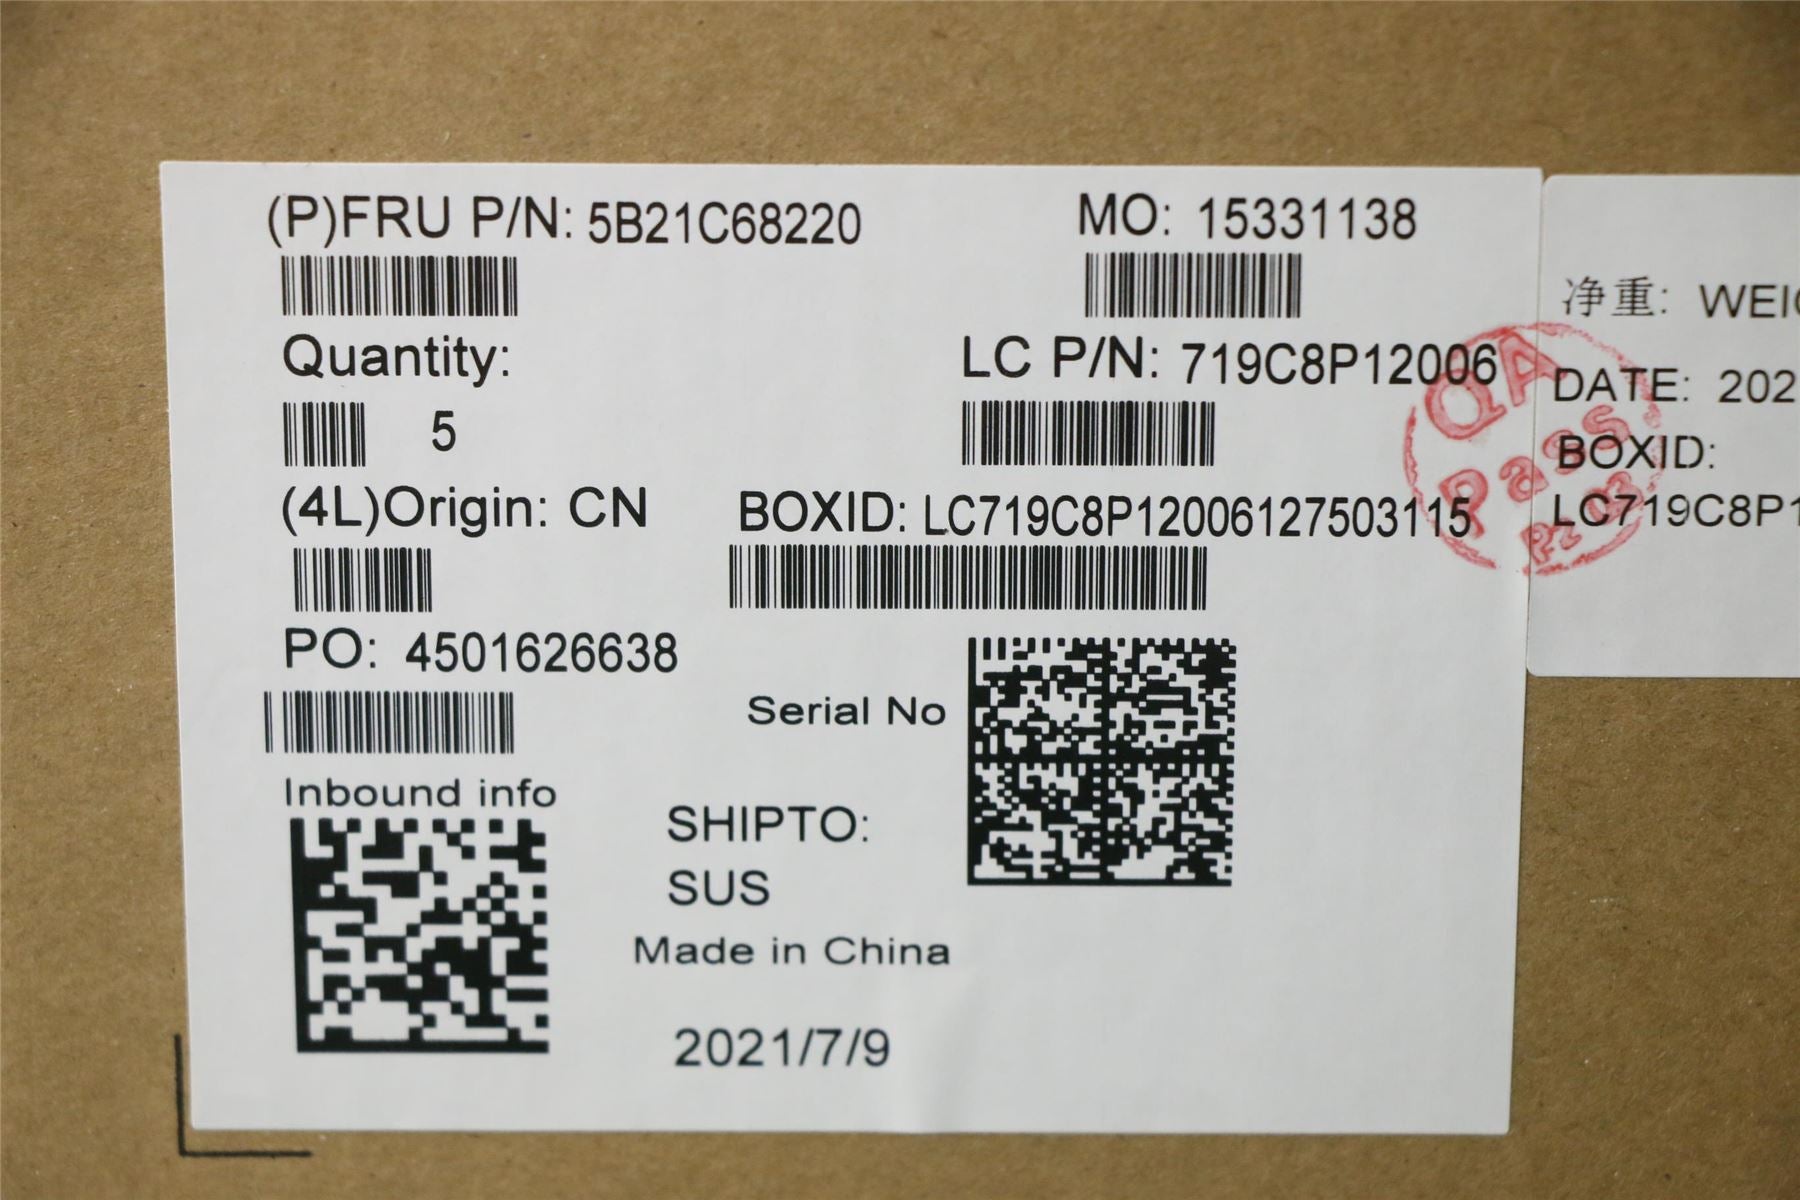 (P)FRU P/N: 5B21C68220
MO: 15331138
Quantity:
5
LC P/N: 719C8P12006
(4L)Origin: CN
BOXID: LC719C8P12006127503115
PO: 4501626638
Serial No
Inbound info
SHIPTO:
SUS
Made in China
2021/7/9
净重: WEI
DATE: 202
BOXID:
LC719C8P1
QA
Pass